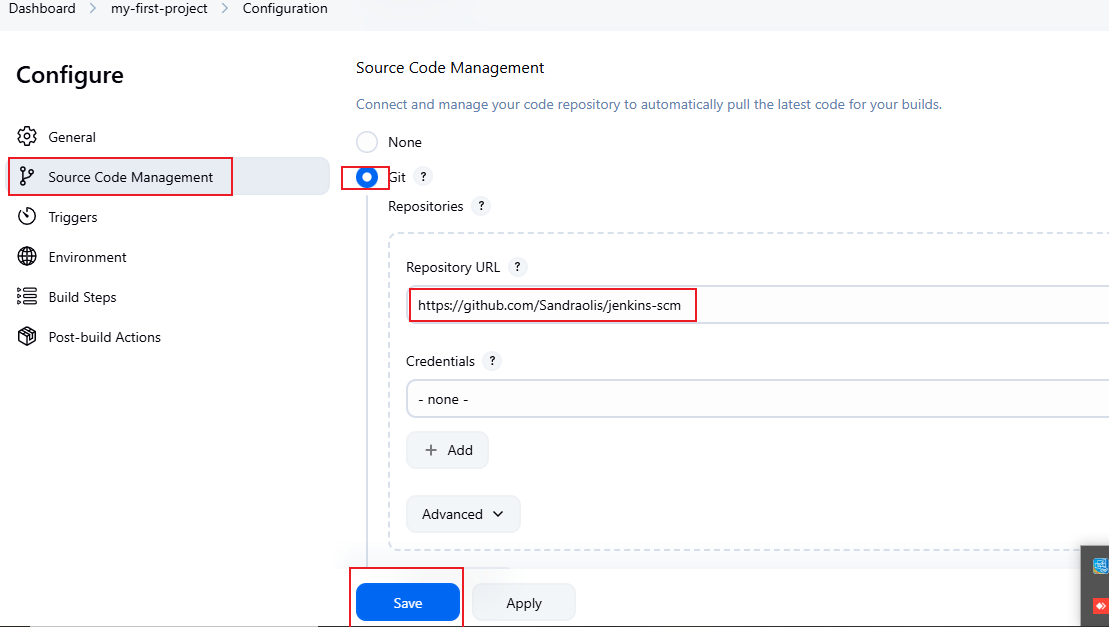 Dashboard > my-first-project > Configuration
Configure
General
Source Code Management
Triggers
Environment
Build Steps
Post-build Actions
Source Code Management
Connect and manage your code repository to automatically pull the latest code for your builds.
None
Git ?
Repositories ?
Repository URL ?
https://github.com/Sandraolis/jenkins-scm
Credentials ?
- none -
+ Add
Advanced
Save Apply